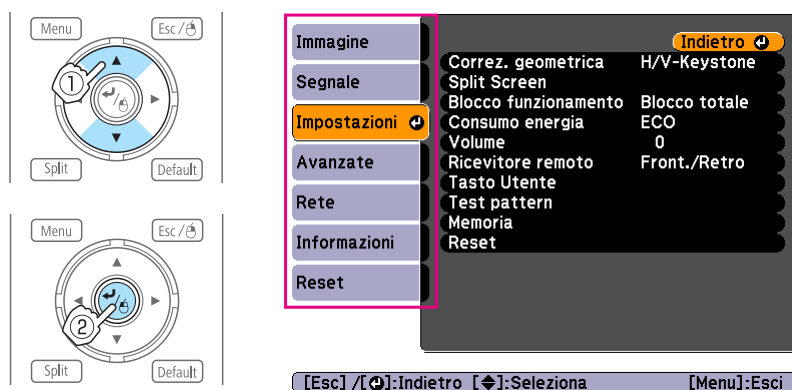 Menu
Esc/
1
Split
Default
Menu
Esc/
2
Split
Default
Immagine
Segnale
Impostazioni
Avanzate
Rete
Informazioni
Reset
Indietro
Correz. geometrica H/V-Keystone
Split Screen
Blocco funzionamento Blocco totale
Consumo energia ECO
Volume 0
Ricevitore remoto Front./Retro
Tasto Utente
Test pattern
Memoria
Reset
[Esc] /[ ]:Indietro [ ]:Seleziona [Menu]:Esci